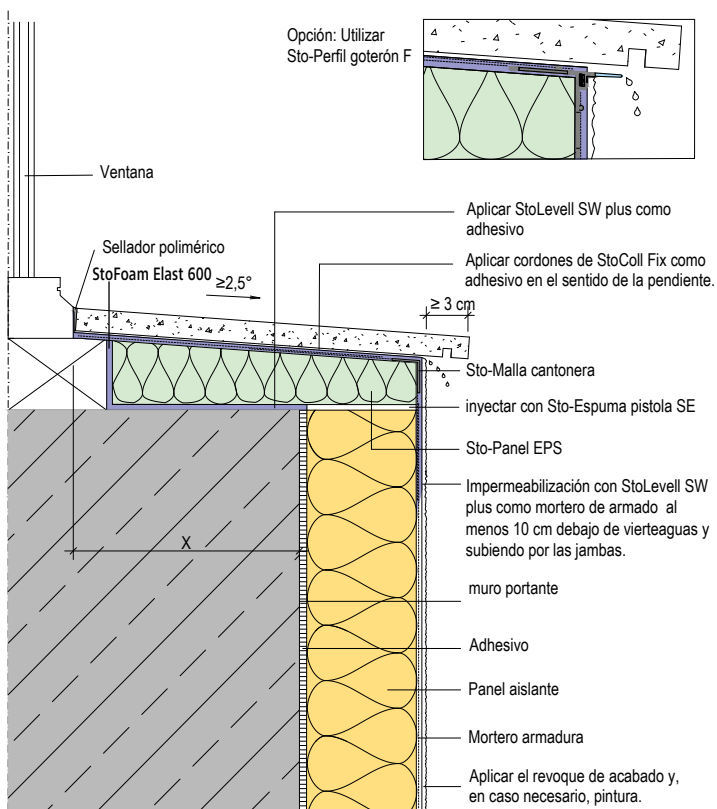 Opción: Utilizar
Sto-Perfil goterón F
Ventana
Aplicar StoLevell SW plus como
adhesivo
Sellador polimérico
StoFoam Elast 600
≥2,5°
Aplicar cordones de StoColl Fix como
adhesivo en el sentido de la pendiente.
≥ 3 cm
Sto-Malla cantonera
inyectar con Sto-Espuma pistola SE
Sto-Panel EPS
Impermeabilización con StoLevell SW
plus como mortero de armado al
menos 10 cm debajo de vierteaguas y
subiendo por las jambas.
X
muro portante
Adhesivo
Panel aislante
Mortero armadura
Aplicar el revoque de acabado y,
en caso necesario, pintura.